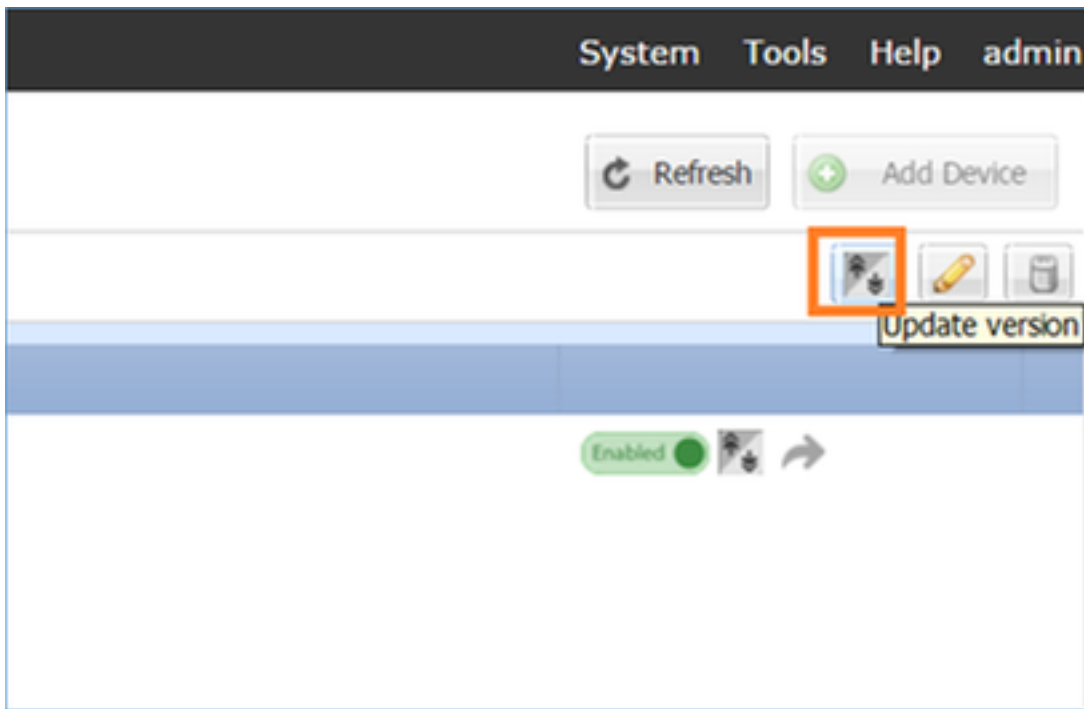 System Tools Help admin
Refresh Add Device
Update version
Enabled